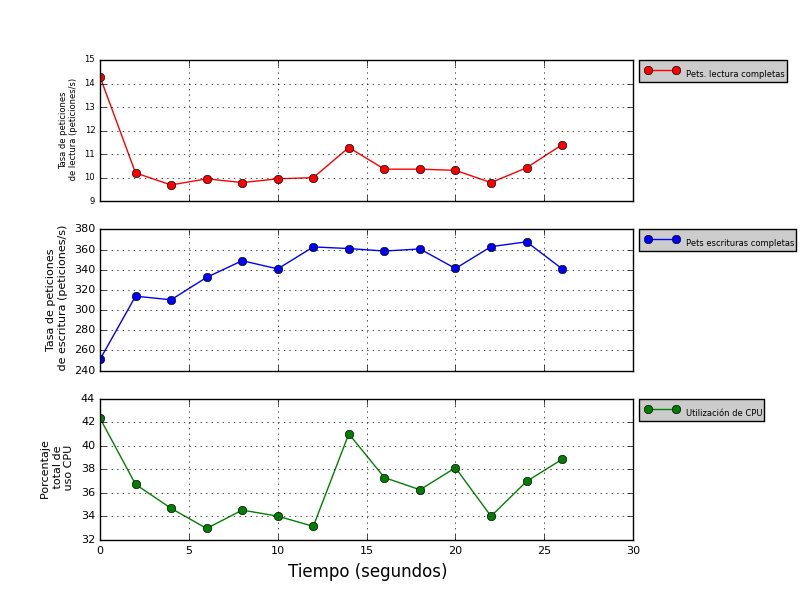 15
14
13
12
11
10
9
Tasa de peticiones
de lectura (peticiones/s)
Pets. lectura completas
380
360
340
320
300
280
260
240
Tasa de peticiones
de escritura (peticiones/s)
Pets escrituras completas
44
42
40
38
36
34
32
Porcentaje
total de
uso CPU
Utilización de CPU
0
5
10
15
20
25
30
Tiempo (segundos)